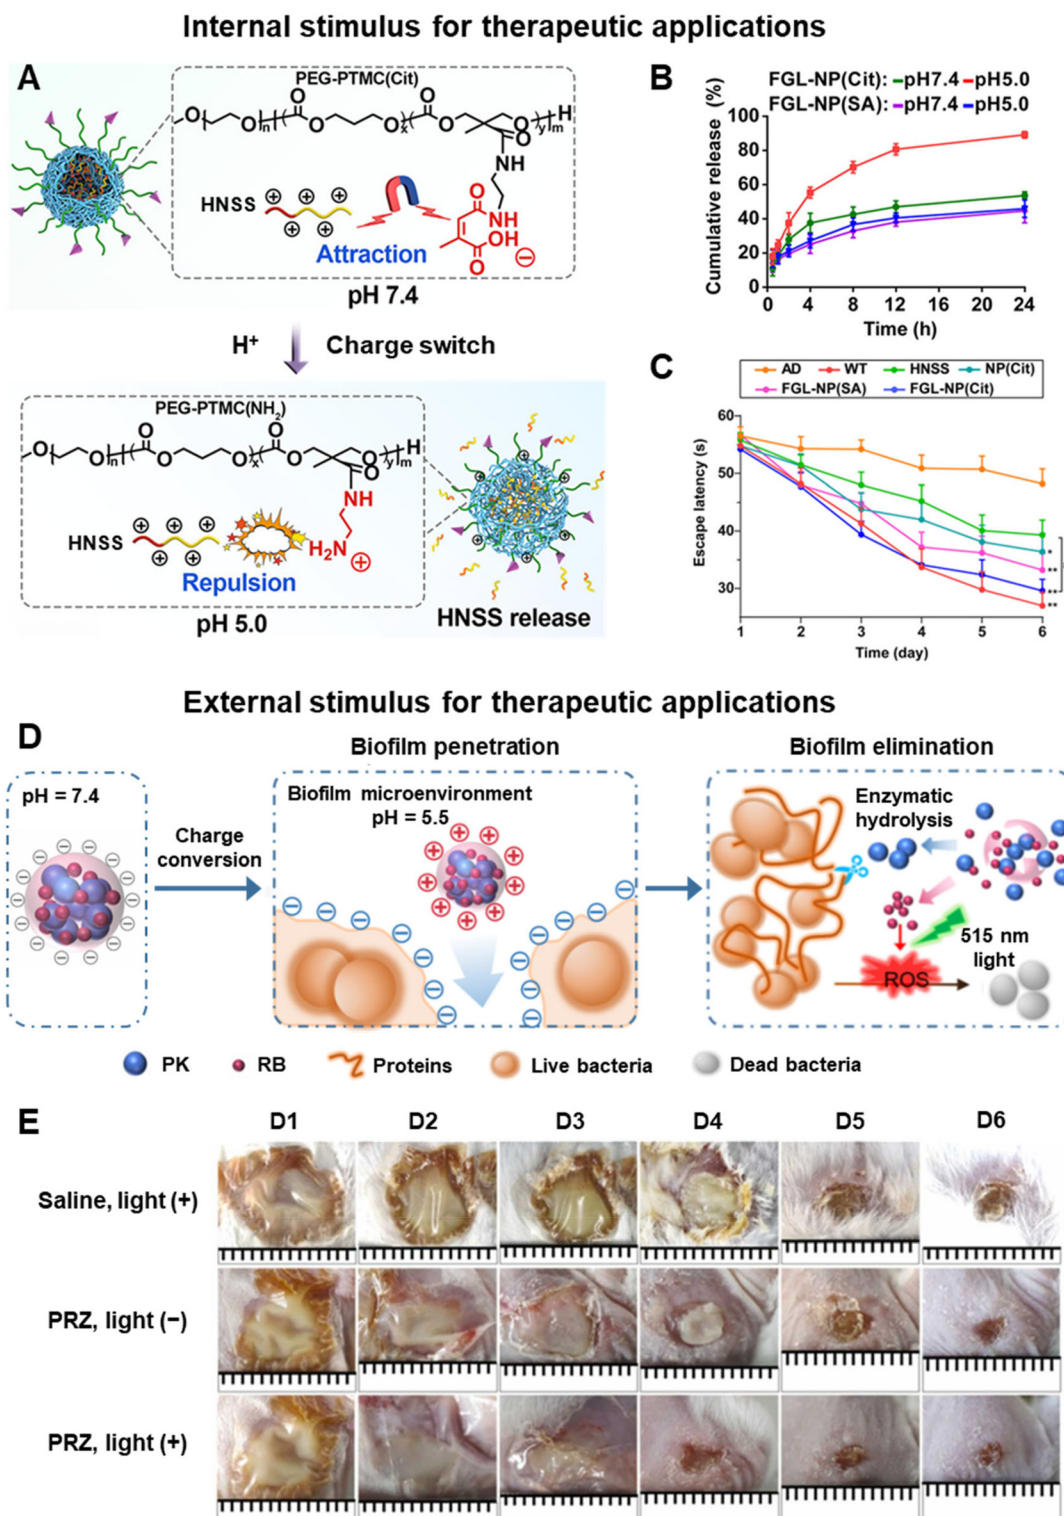 Internal stimulus for therapeutic applications
A
PEG-PTMC(Cit)
O
O
O
H
O
O
n
O
O
x
O
O
y
m
O
NH
HNSS
O
NH
OH
O
Attraction
pH 7.4
H⁺
Charge switch
PEG-PTMC(NH₂)
O
O
O
H
O
O
n
O
O
x
O
O
y
m
O
NH
HNSS
H₂N
Repulsion
pH 5.0
HNSS release
B
FGL-NP(Cit): pH7.4 pH5.0
FGL-NP(SA): pH7.4 pH5.0
Cumulative release (%)
100
80
60
40
20
0
0 4 8 12 16 20 24
Time (h)
C
AD WT HNSS NP(Cit)
FGL-NP(SA) FGL-NP(Cit)
Escape latency (s)
60
50
40
30
*
**
**
**
1 2 3 4 5 6
Time (day)
External stimulus for therapeutic applications
D
pH = 7.4
Charge
conversion
Biofilm penetration
Biofilm microenvironment
pH = 5.5
Biofilm elimination
Enzymatic
hydrolysis
515 nm
light
ROS
PK RB Proteins Live bacteria Dead bacteria
E
D1 D2 D3 D4 D5 D6
Saline, light (+)
PRZ, light (−)
PRZ, light (+)